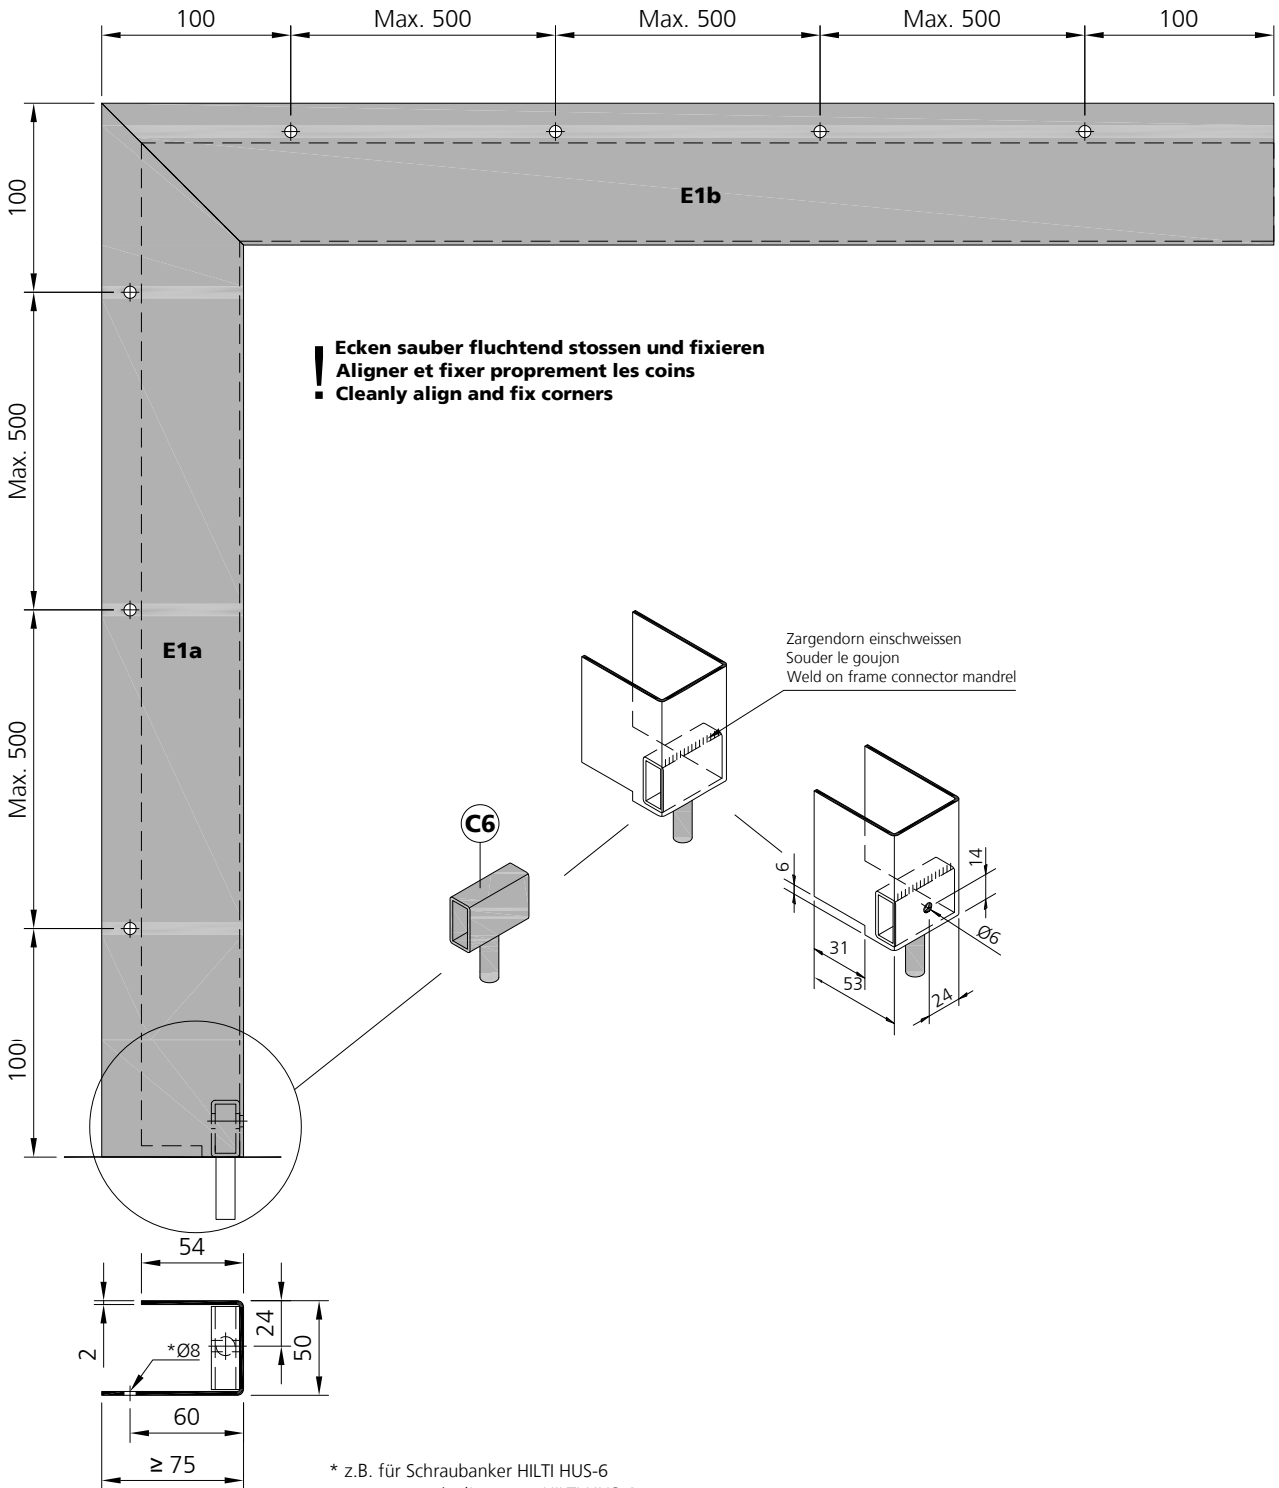 100 Max. 500 Max. 500 Max. 500 100
E1b
100
Ecken sauber fluchtend stossen und fixieren
! Aligner et fixer proprement les coins
Cleanly align and fix corners
Max. 500
E1a
Zargendorn einschweissen
Souder le goujon
Weld on frame connector mandrel
Max. 500
C6
6
14
Ø6
31
53
24
100
54
24
50
2
*Ø8
60
≥ 75
* z.B. für Schraubanker HILTI HUS-6